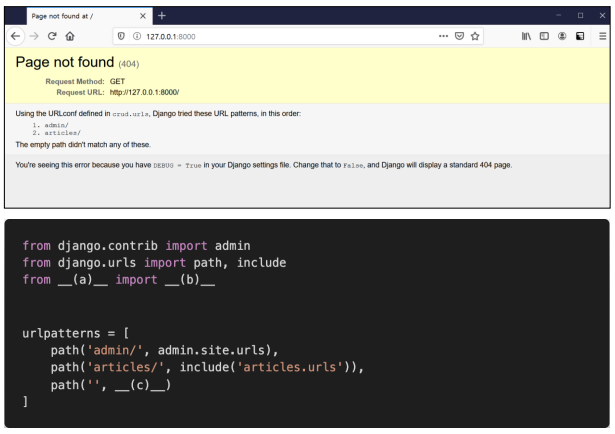 Page not found at /
127.0.0.1:8000
Page not found (404)
Request Method: GET
Request URL: http://127.0.0.1:8000/
Using the URLconf defined in crud.urls, Django tried these URL patterns, in this order:
1. admin/
2. articles/
The empty path didn't match any of these.
You're seeing this error because you have DEBUG = True in your Django settings file. Change that to False, and Django will display a standard 404 page.
from django.contrib import admin
from django.urls import path, include
from __(a)__ import __(b)__
urlpatterns = [
path('admin/', admin.site.urls),
path('articles/', include('articles.urls')),
path('', __(c)__)
]